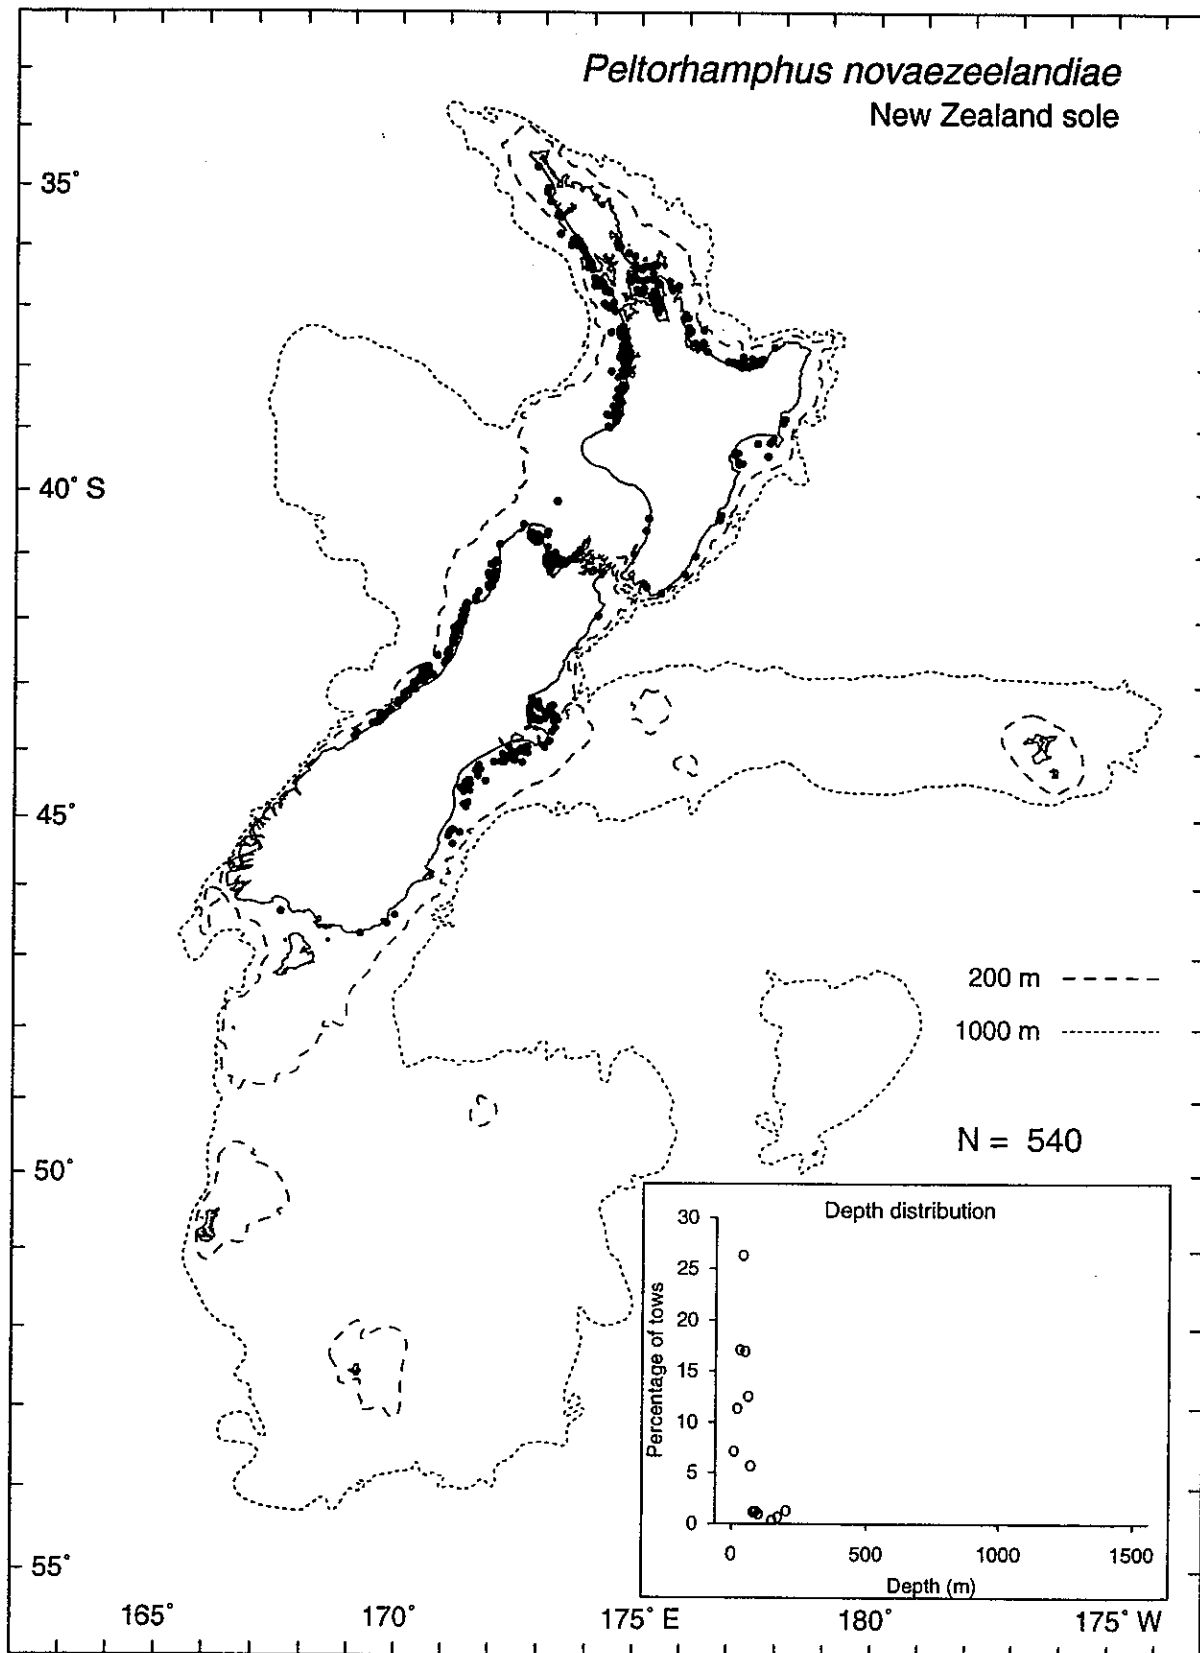 Peltorhamphus novaezeelandiae
New Zealand sole
35°
40° S
45°
50°
55°
200 m
1000 m
N = 540
Depth distribution
30
25
20
15
10
5
0
Percentage of tows
0 500 1000 1500
Depth (m)
165° 170° 175° E 180° 175° W